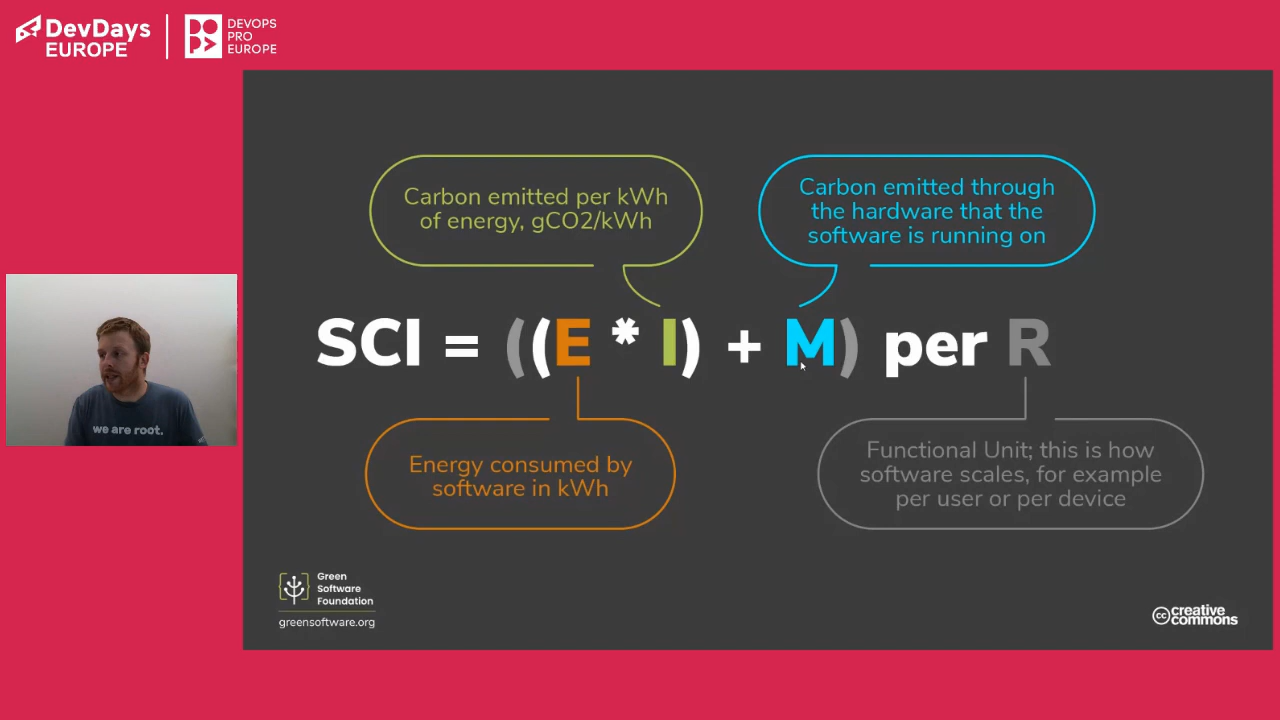 DevDays
EUROPE
DEVOPS
PRO
EUROPE
Carbon emitted per kWh
of energy, gCO2/kWh
Carbon emitted through
the hardware that the
software is running on
SCI = ((E * I) + M) per R
Energy consumed by
software in kWh
Functional Unit; this is how
software scales, for example
per user or per device
we are root.
Green
Software
Foundation
greensoftware.org
cc creative
commons